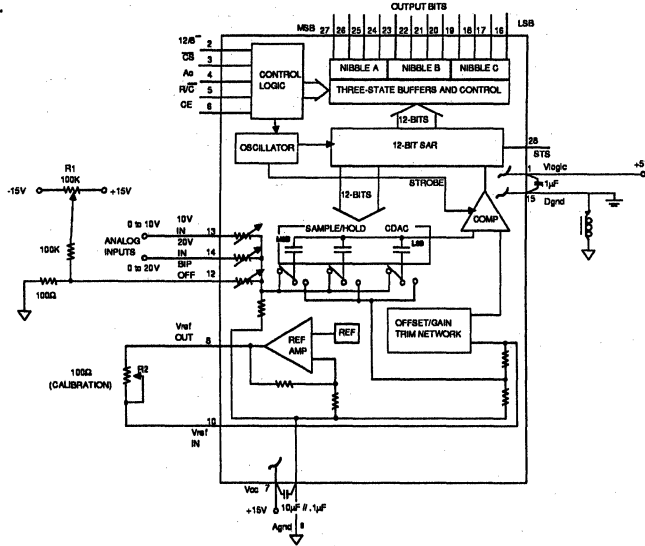 OUTPUT BITS
MSB 27 26 25 24 23 22 21 20 19 18 17 16 LSB
12/8 2
CS 3
Ao 4
R/C 5
CE 6
CONTROL LOGIC
NIBBLE A NIBBLE B NIBBLE C
THREE-STATE BUFFERS AND CONTROL
12-BITS
OSCILLATOR
12-BIT SAR
28
STS
R1
100K
-15V +15V
12-BITS
STROBE
1 Vlogic +5
1µF
15 Dgnd
COMP
100K
0 to 10V
10V IN 13
ANALOG INPUTS
20V IN 14
0 to 20V
BIP OFF 12
100Ω
SAMPLE/HOLD CDAC
MSB
LSB
OFFSET/GAIN TRIM NETWORK
Vref OUT 8
REF AMP
REF
100Ω (CALIBRATION)
R2
10
Vref IN
Vcc 7
+15V
10µF // .1µF
Agnd